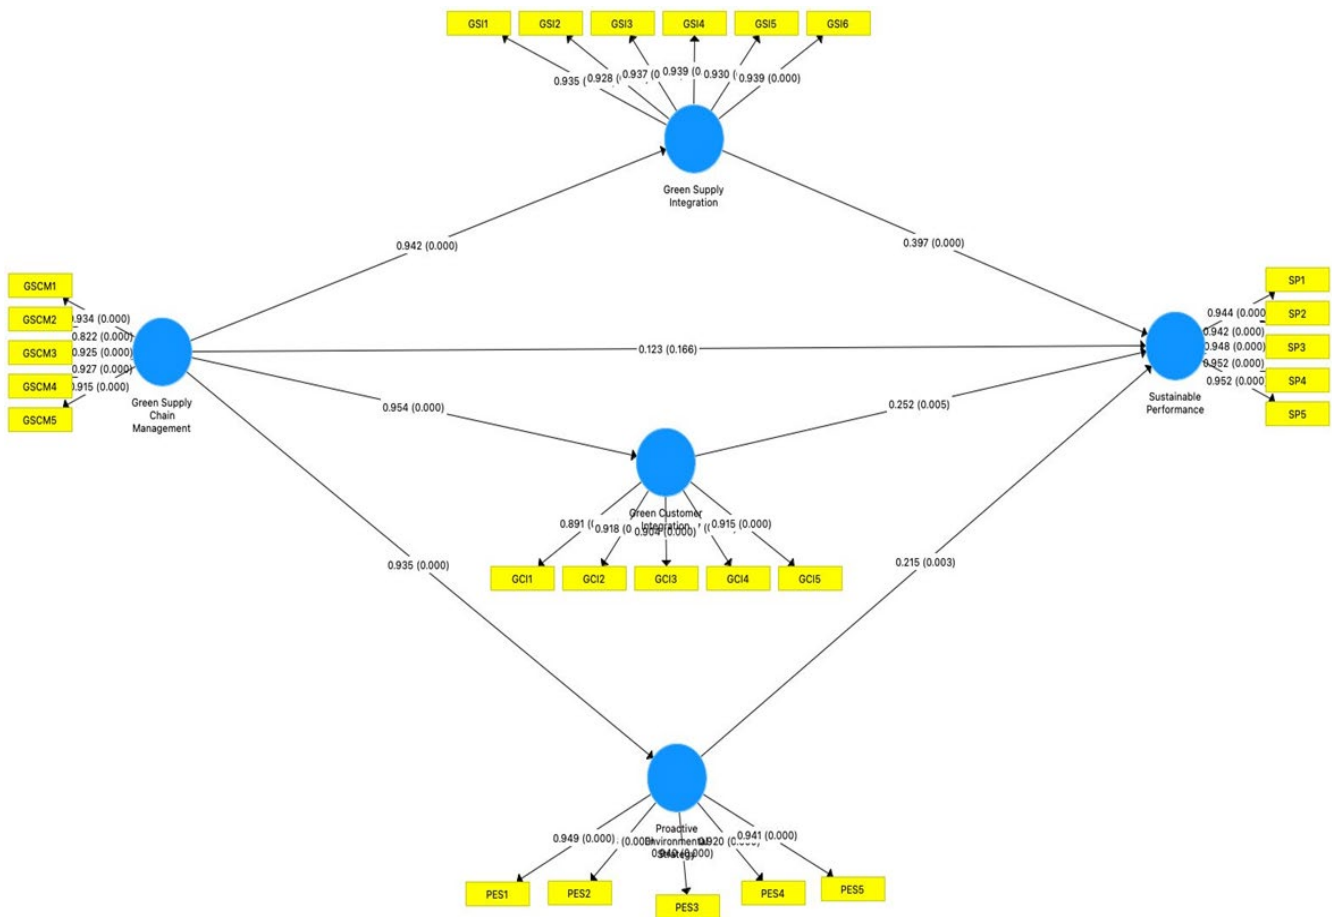 GSI1
GSI2
GSI3
GSI4
GSI5
GSI6
0.935
0.928
0.937
0.939
0.930
0.939 (0.000)
Green Supply
Integration
0.942 (0.000)
0.397 (0.000)
GSCM1
GSCM2
GSCM3
GSCM4
GSCM5
0.934 (0.000)
0.822 (0.000)
0.925 (0.000)
0.927 (0.000)
0.915 (0.000)
Green Supply
Chain
Management
0.123 (0.166)
SP1
SP2
SP3
SP4
SP5
0.944 (0.000
0.942 (0.000)
0.948 (0.000)
0.952 (0.000)
0.952 (0.000
Sustainable
Performance
0.954 (0.000)
0.252 (0.005)
Green Customer
Integration
0.891
0.918
0.904 (0.000)
0.915 (0.000)
GCI1
GCI2
GCI3
GCI4
GCI5
0.935 (0.000)
0.215 (0.003)
Proactive
Environmental
Strategy
0.949 (0.000)
0.920
0.941 (0.000)
PES1
PES2
PES3
PES4
PES5